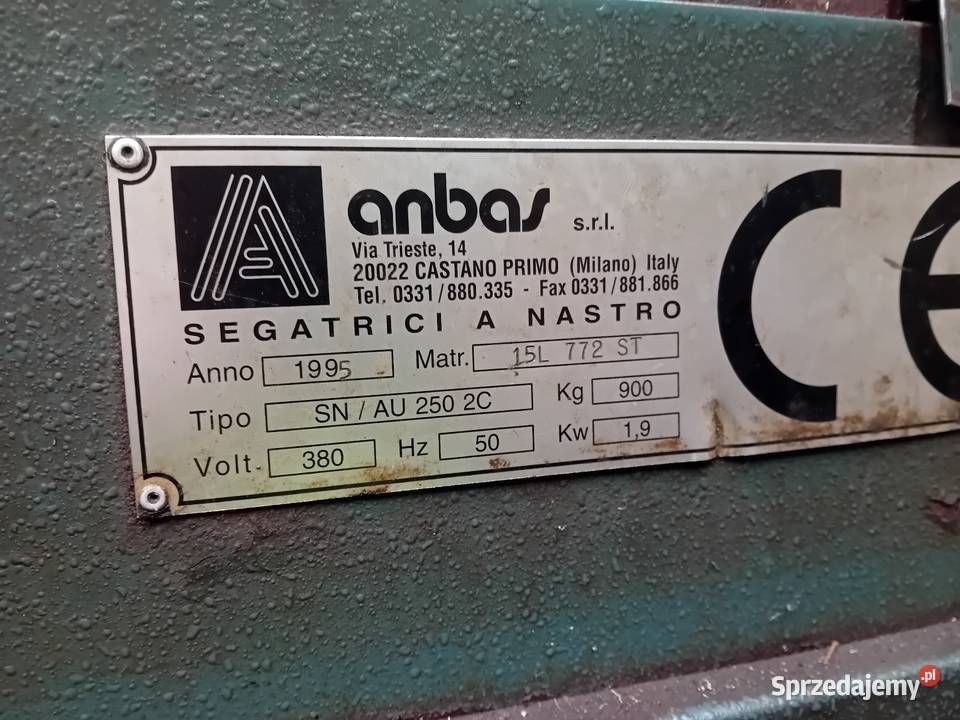 anbas s.r.l.
Via Trieste, 14
20022 CASTANO PRIMO (Milano) Italy
Tel. 0331/880.335 - Fax 0331/881.866
SEGATRICI A NASTRO
Anno 1995 Matr. 15L 772 ST
Tipo SN / AU 250 2C Kg 900
Volt. 380 Hz 50 Kw 1,9
CE
Sprzedajemy.pl